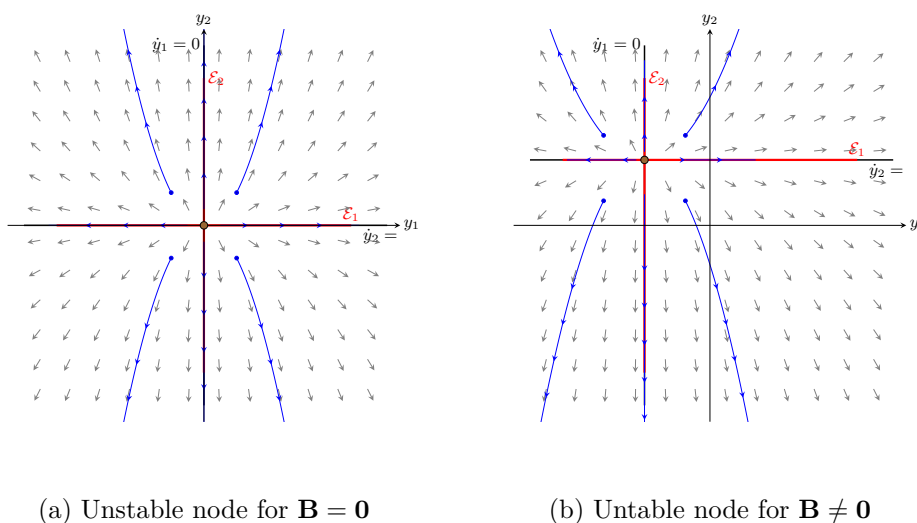 y₂
ẏ₁ = 0
ℰ₂
ℰ₁
y₁
ẏ₂ =
y₂
ẏ₁ = 0
ℰ₂
ℰ₁
ẏ₂ =
y
(a) Unstable node for B = 0
(b) Untable node for B ≠ 0